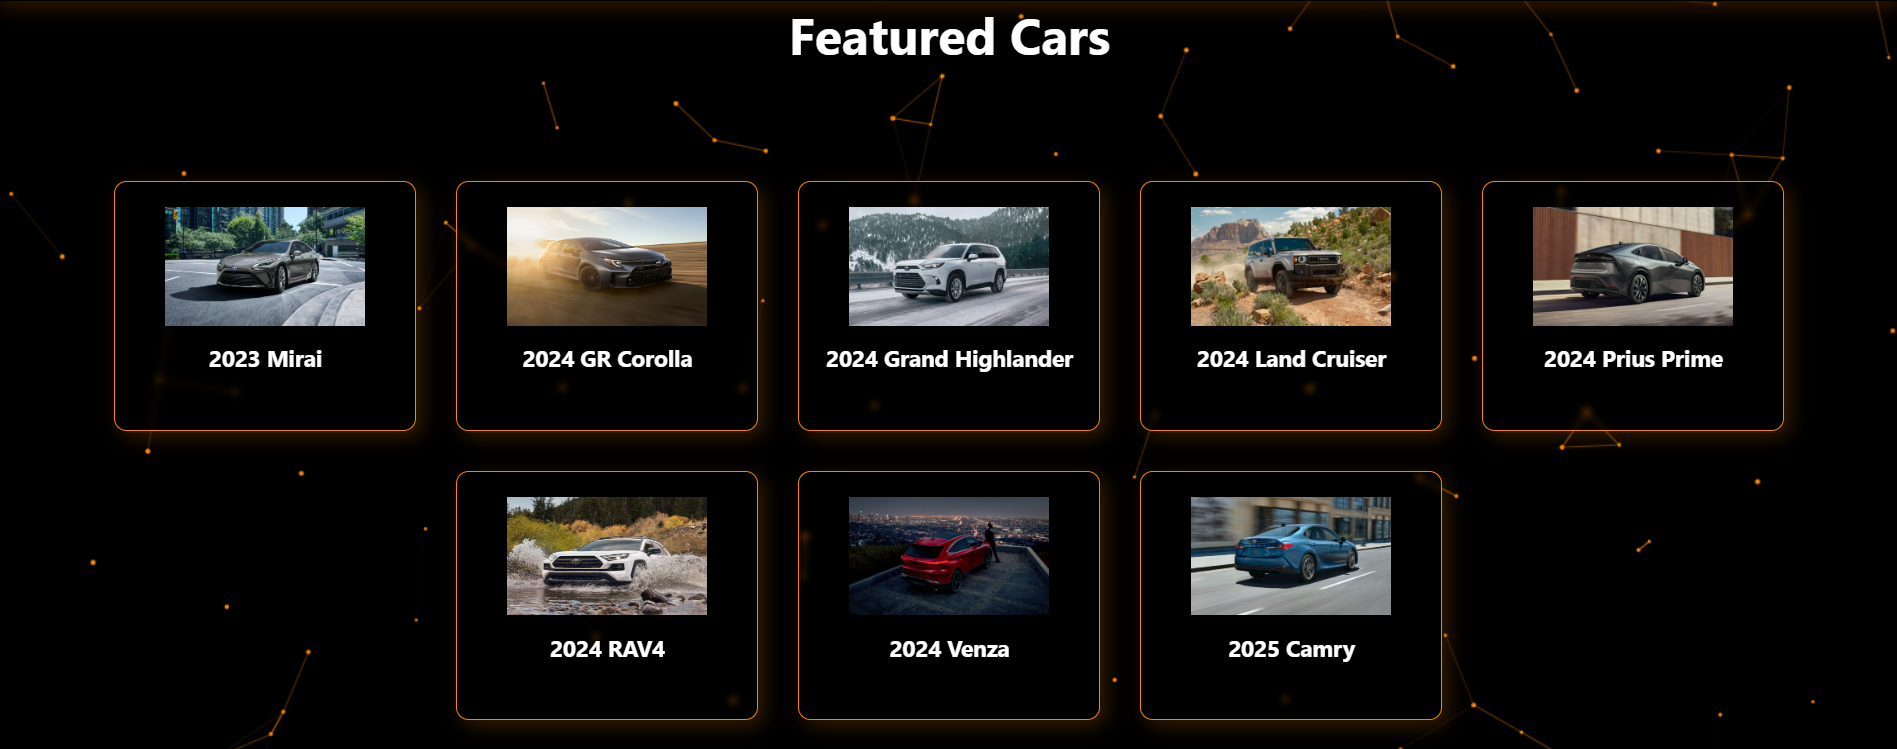 Featured Cars
2023 Mirai
2024 GR Corolla
2024 Grand Highlander
2024 Land Cruiser
2024 Prius Prime
2024 RAV4
2024 Venza
2025 Camry